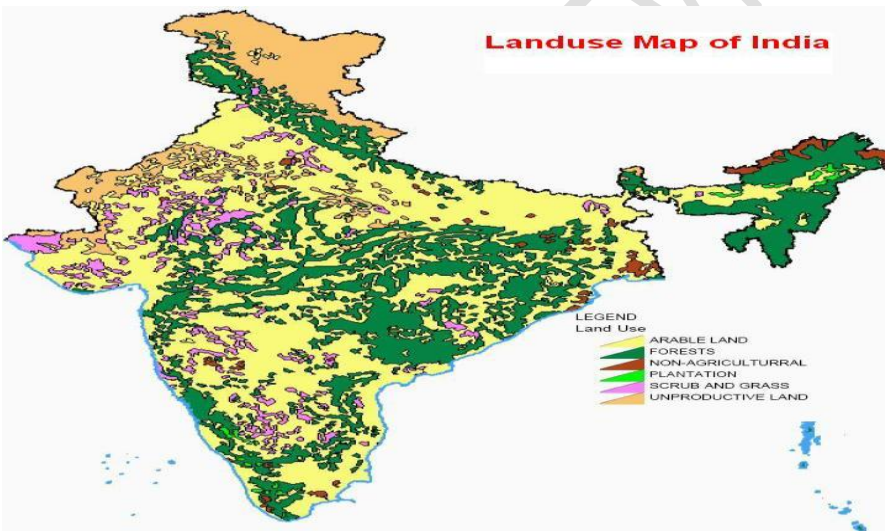 Landuse Map of India
LEGEND
Land Use
ARABLE LAND
FORESTS
NON-AGRICULTURRAL
PLANTATION
SCRUB AND GRASS
UNPRODUCTIVE LAND